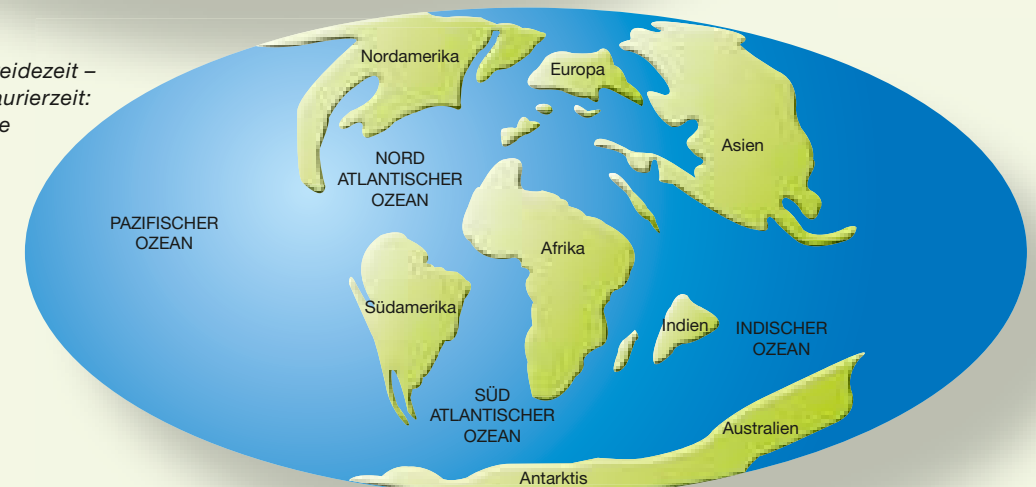 eidezeit –
aurierzeit:
e
Nordamerika
Europa
Asien
NORD
ATLANTISCHER
OZEAN
PAZIFISCHER
OZEAN
Afrika
Südamerika
Indien
INDISCHER
OZEAN
SÜD
ATLANTISCHER
OZEAN
Australien
Antarktis